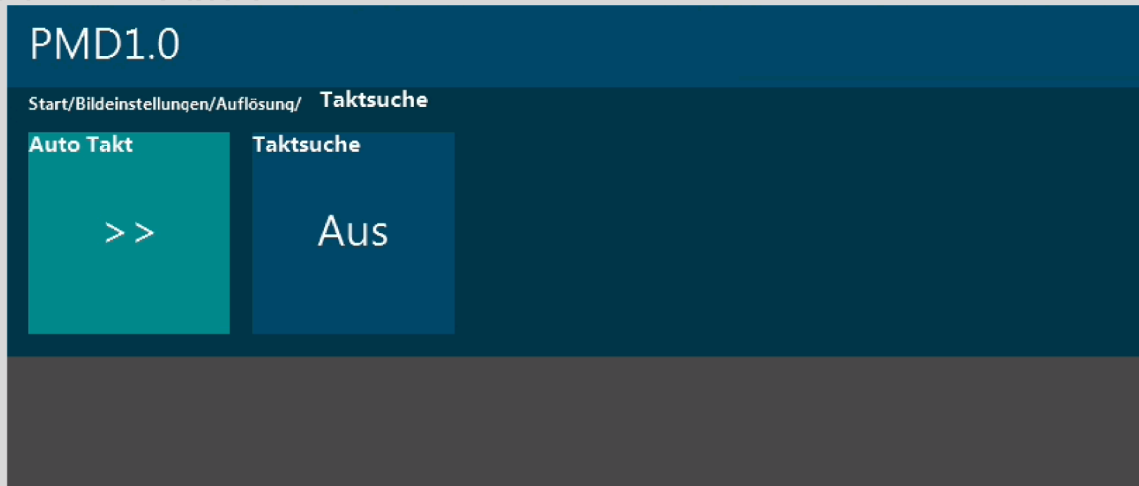 PMD1.0
Start/Bildeinstellungen/Auflösung/ Taktsuche
Auto Takt Taktsuche
>> Aus